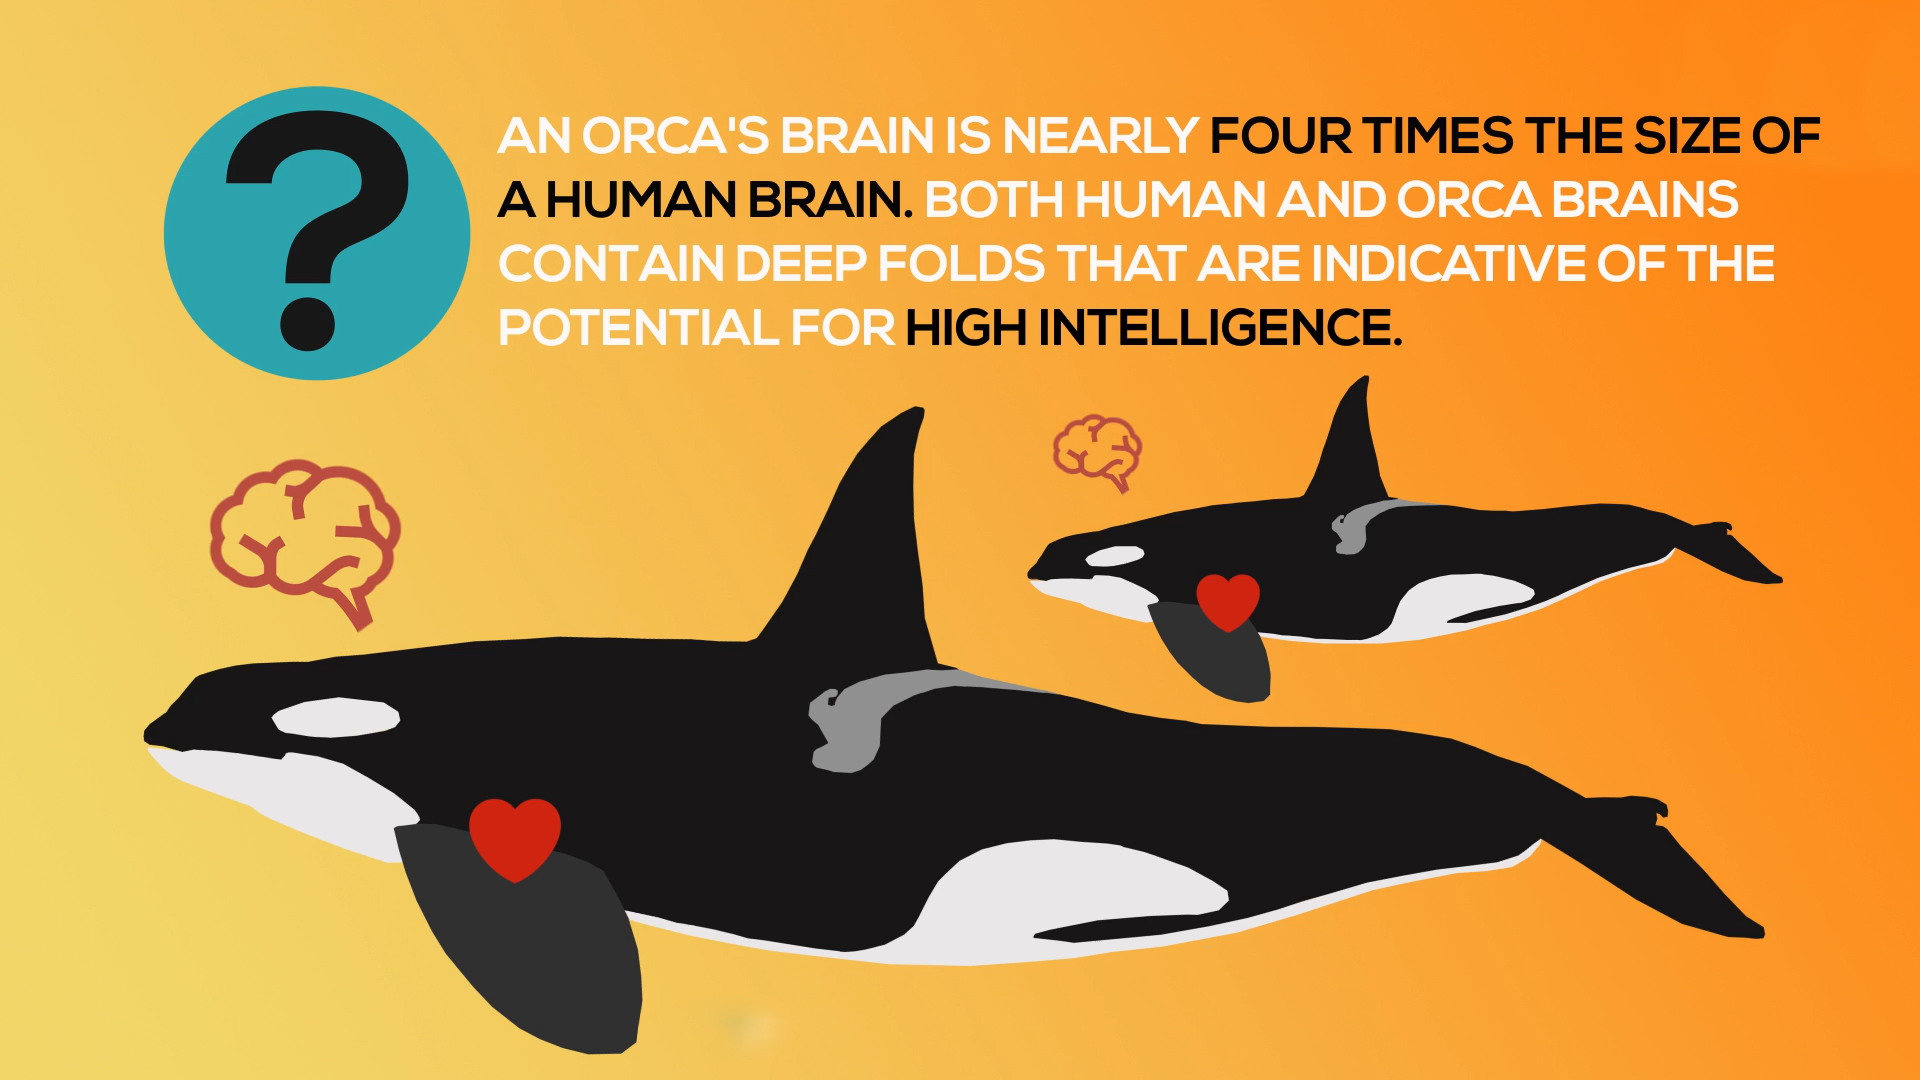 ?
AN ORCA'S BRAIN IS NEARLY FOUR TIMES THE SIZE OF
A HUMAN BRAIN. BOTH HUMAN AND ORCA BRAINS
CONTAIN DEEP FOLDS THAT ARE INDICATIVE OF THE
POTENTIAL FOR HIGH INTELLIGENCE.